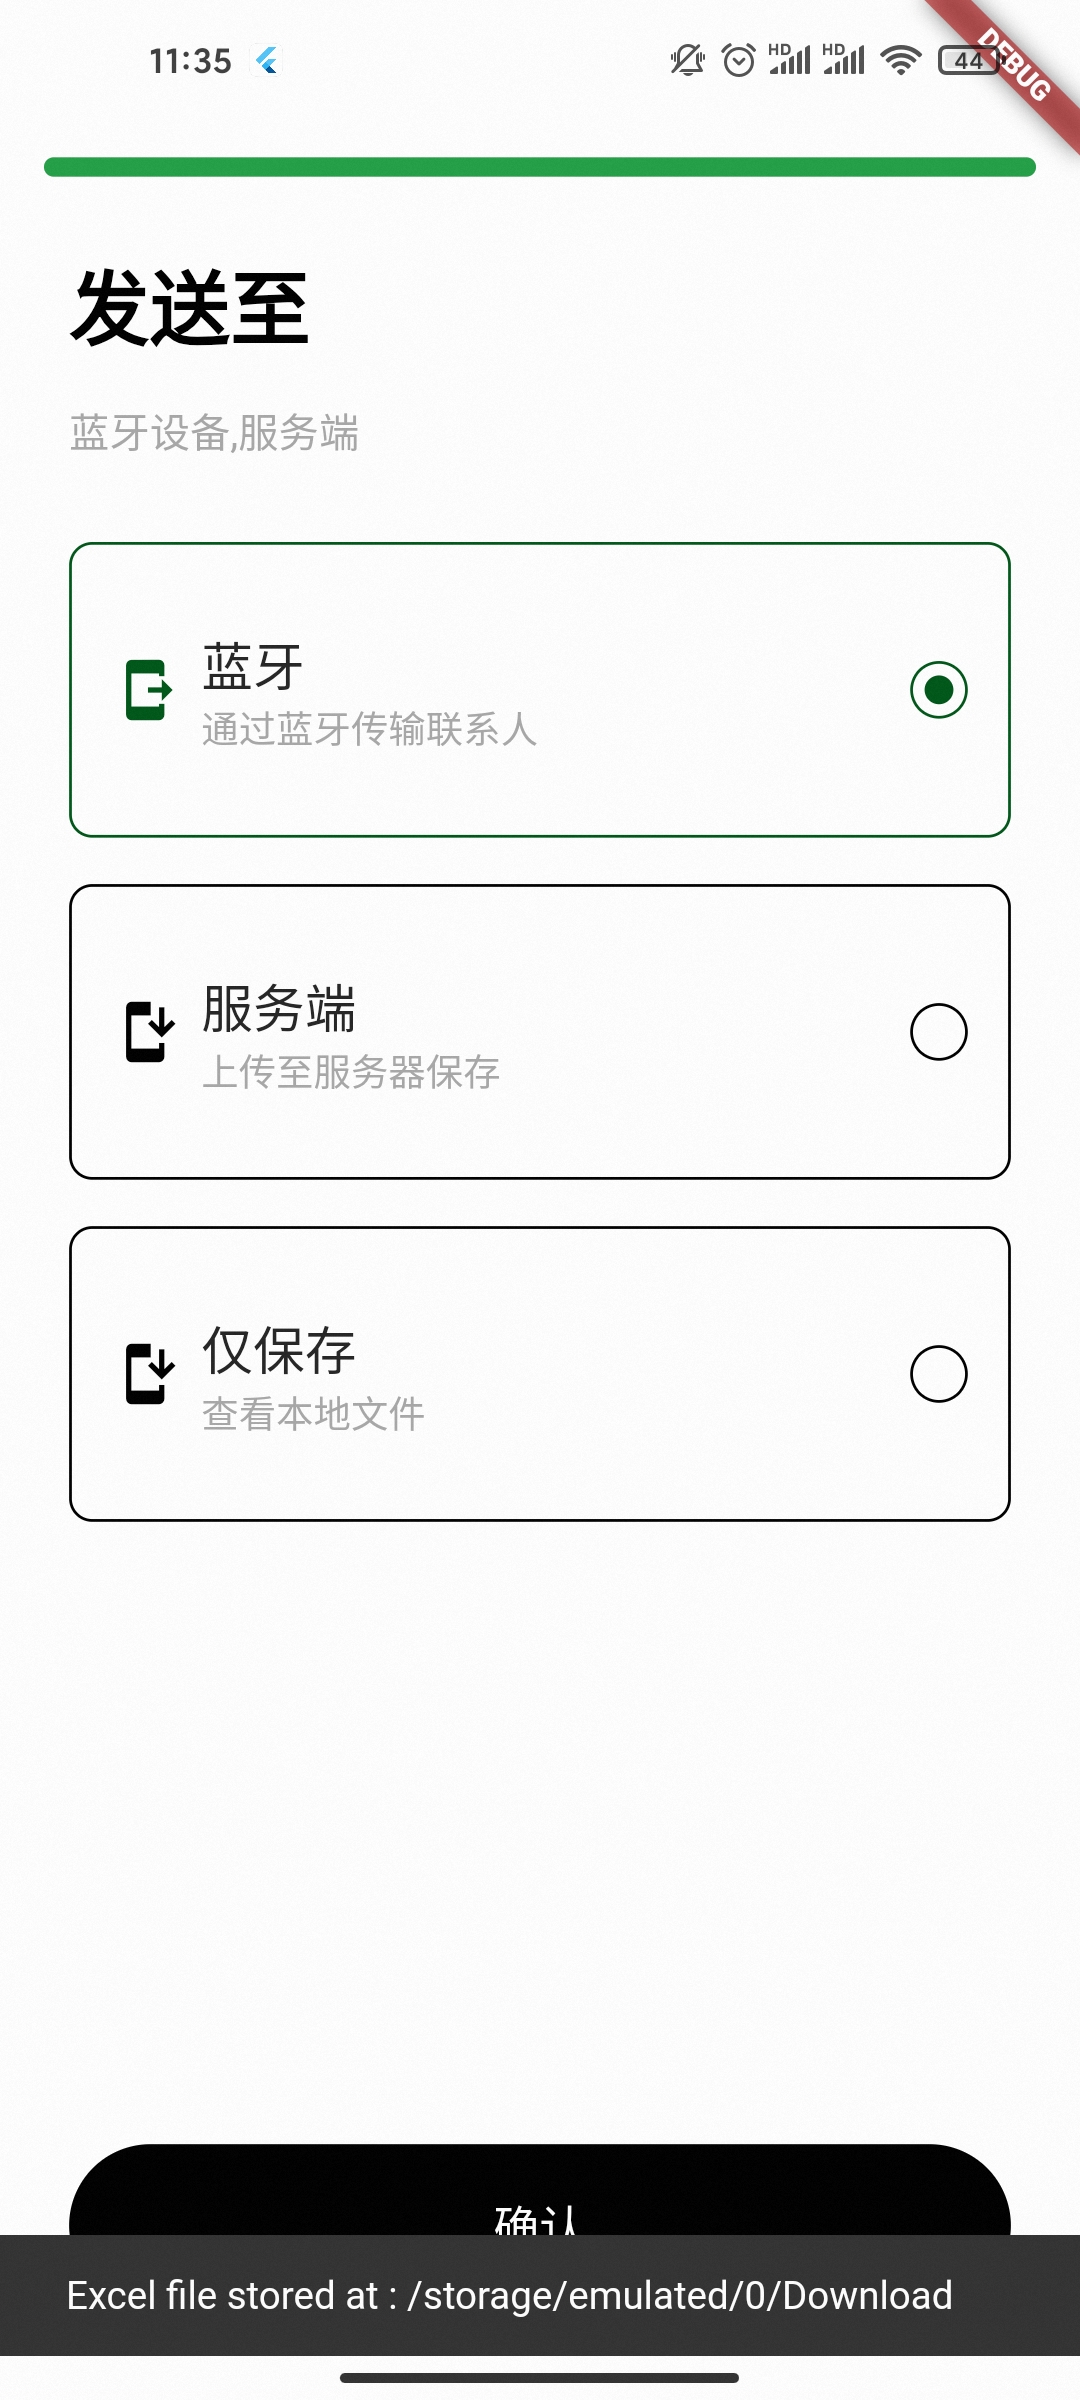 11:35
HD HD 44
DEBUG
发送至
蓝牙设备,服务端
蓝牙
通过蓝牙传输联系人
服务端
上传至服务器保存
仅保存
查看本地文件
确认
Excel file stored at : /storage/emulated/0/Download